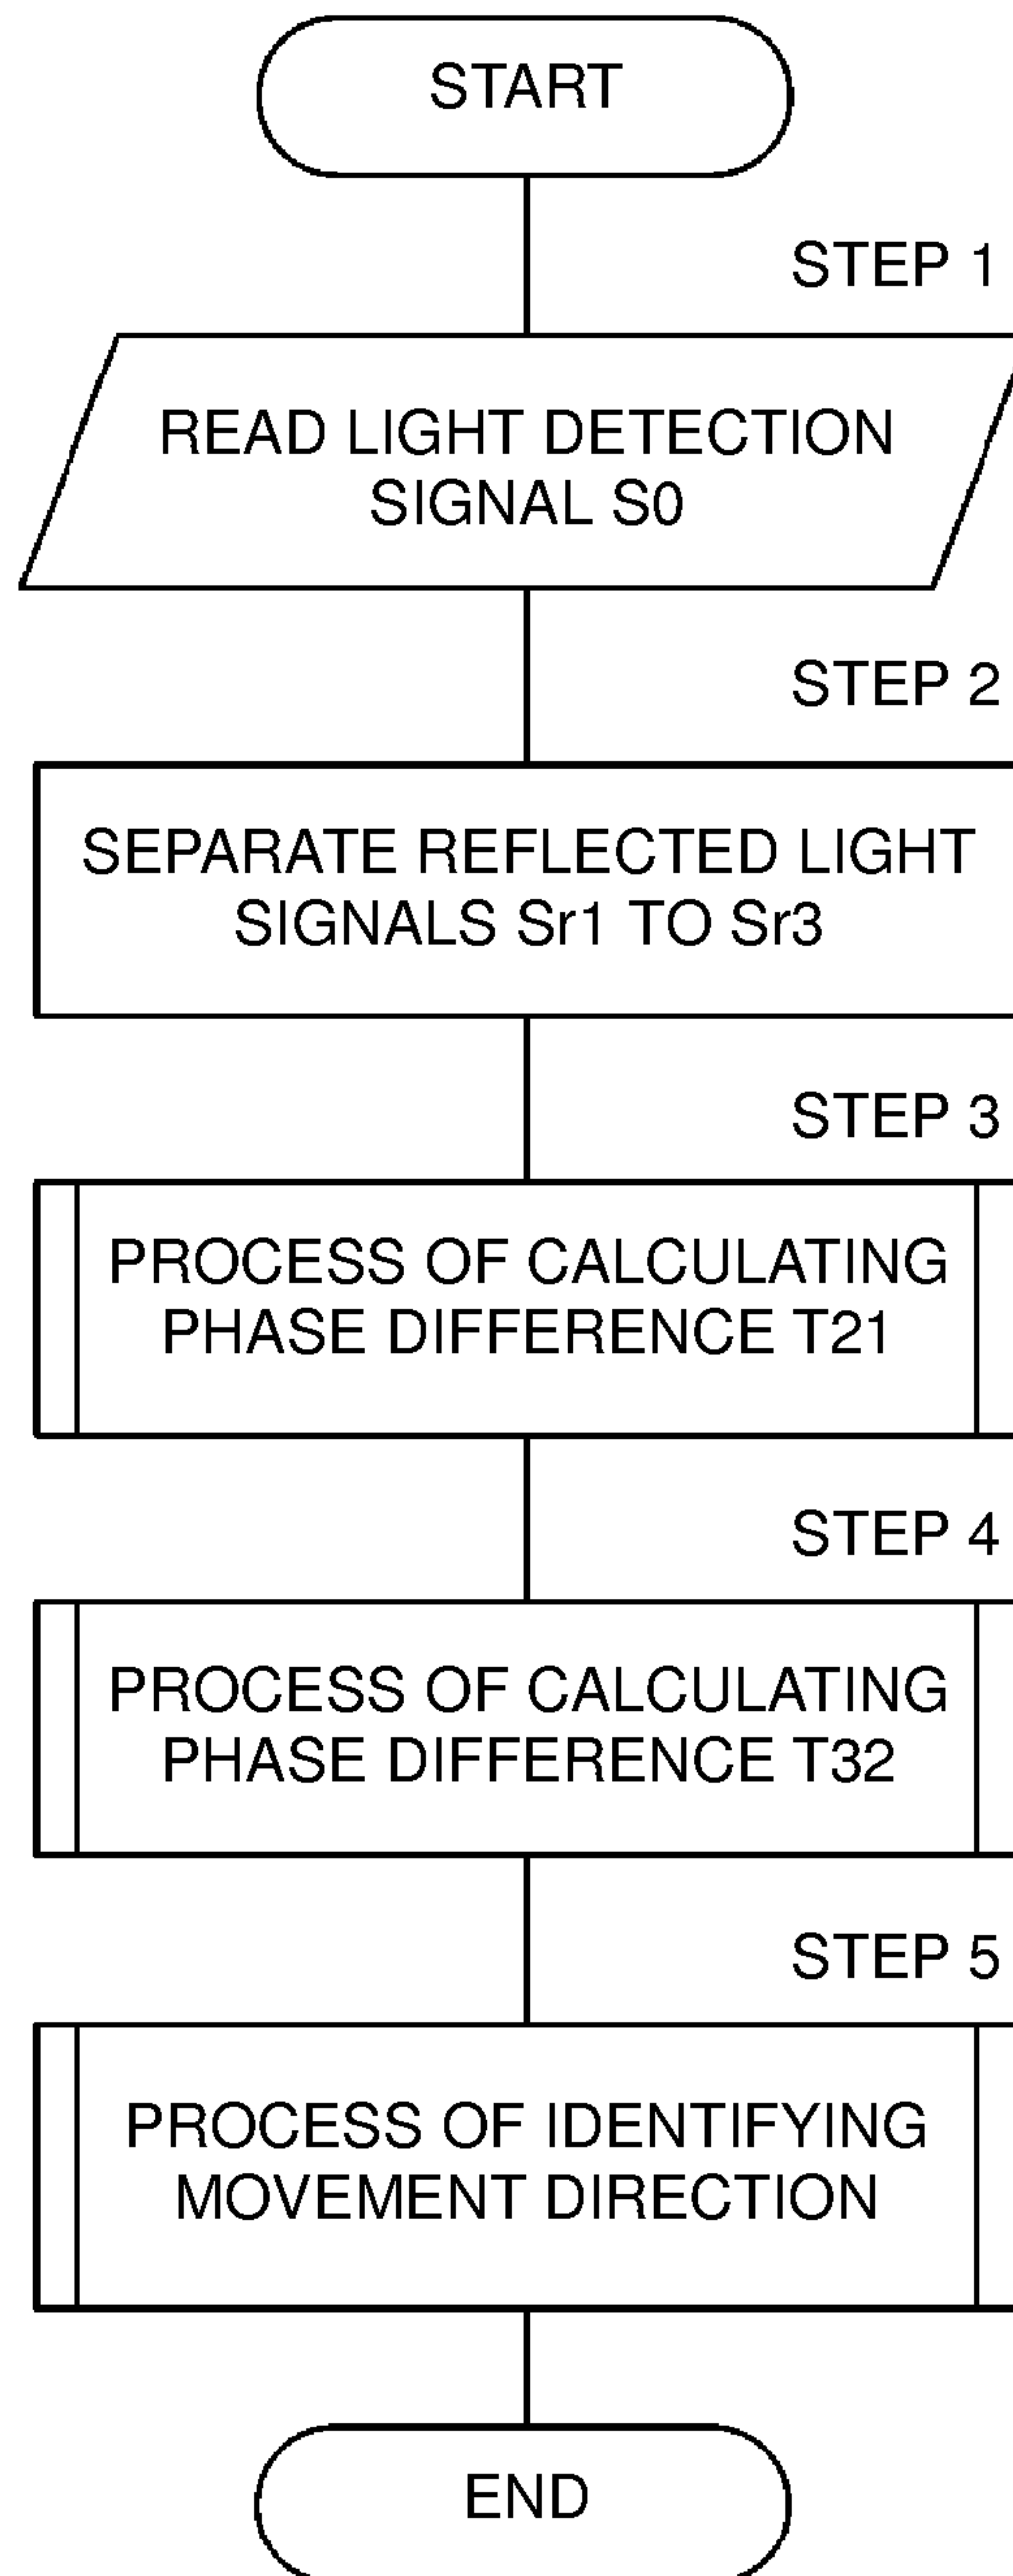 START
STEP 1
READ LIGHT DETECTION
SIGNAL S0
STEP 2
SEPARATE REFLECTED LIGHT
SIGNALS Sr1 TO Sr3
STEP 3
PROCESS OF CALCULATING
PHASE DIFFERENCE T21
STEP 4
PROCESS OF CALCULATING
PHASE DIFFERENCE T32
STEP 5
PROCESS OF IDENTIFYING
MOVEMENT DIRECTION
END